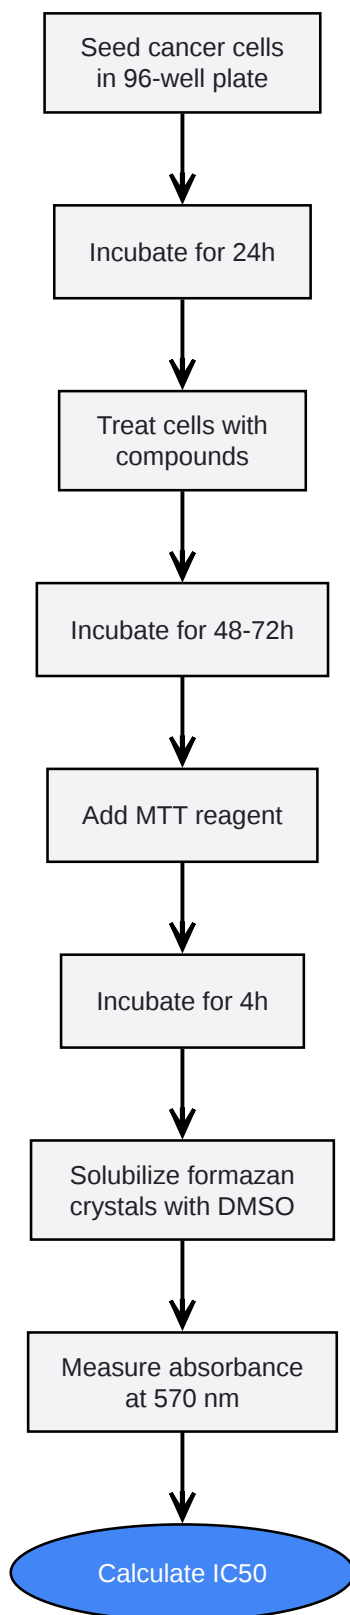 Seed cancer cells
in 96-well plate
Incubate for 24h
Treat cells with
compounds
Incubate for 48-72h
Add MTT reagent
Incubate for 4h
Solubilize formazan
crystals with DMSO
Measure absorbance
at 570 nm
Calculate IC50